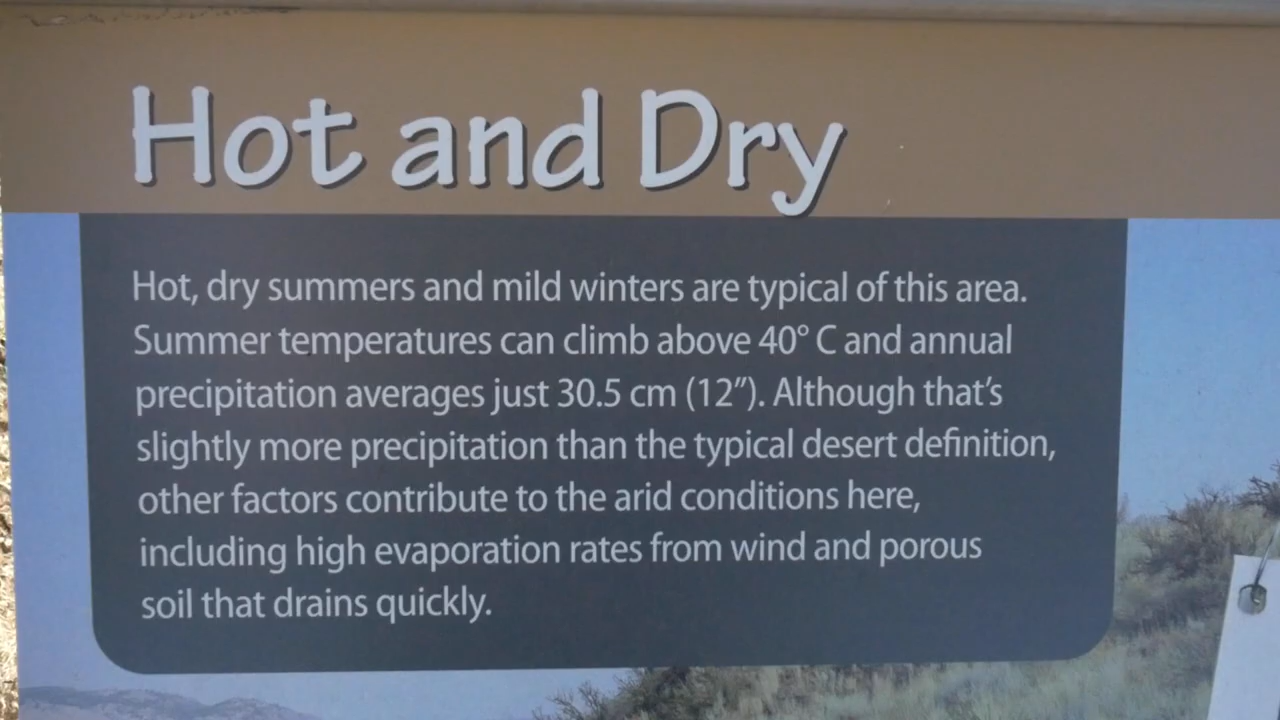 Hot and Dry
Hot, dry summers and mild winters are typical of this area.
Summer temperatures can climb above 40° C and annual
precipitation averages just 30.5 cm (12”). Although that’s
slightly more precipitation than the typical desert definition,
other factors contribute to the arid conditions here,
including high evaporation rates from wind and porous
soil that drains quickly.